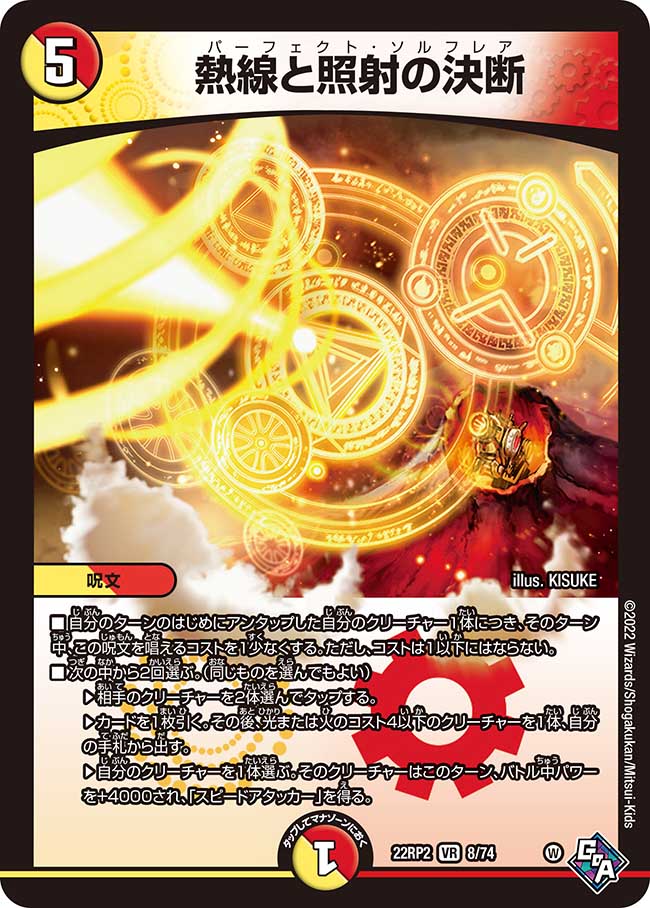 5
パーフェクト・ソルフレア
熱線と照射の決断
呪文
illus. KISUKE
■自分のターンのはじめにアンタップした自分のクリーチャー1体につき、そのターン
中、この呪文を唱えるコストを1少なくする。ただし、コストは1以下にはならない。
■次の中から2回選ぶ。(同じものを選んでもよい)
▶相手のクリーチャーを2体選んでタップする。
▶カードを1枚引く。その後、光または火のコスト4以下のクリーチャーを1体、自分
の手札から出す。
▶自分のクリーチャーを1体選ぶ。そのクリーチャーはこのターン、バトル中パワー
を+4000され、「スピードアタッカー」を得る。
©2022 Wizards/Shogakukan/Mitsui-Kids
タップしてマナゾーンにおく
1
22RP2 VR 8/74
W
CoA